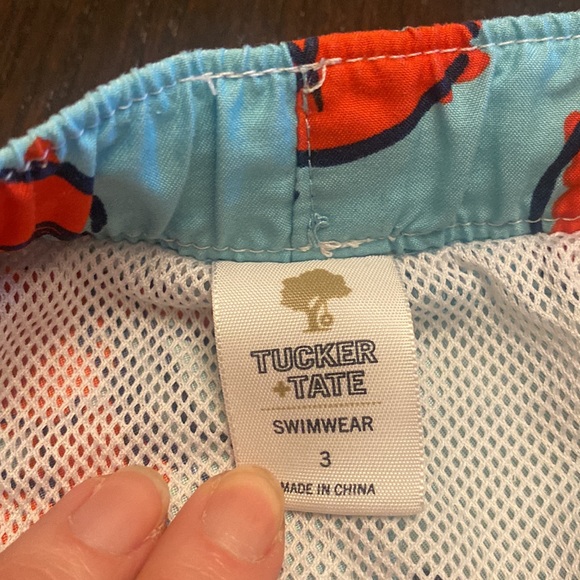 TUCKER
+TATE
SWIMWEAR
3
MADE IN CHINA